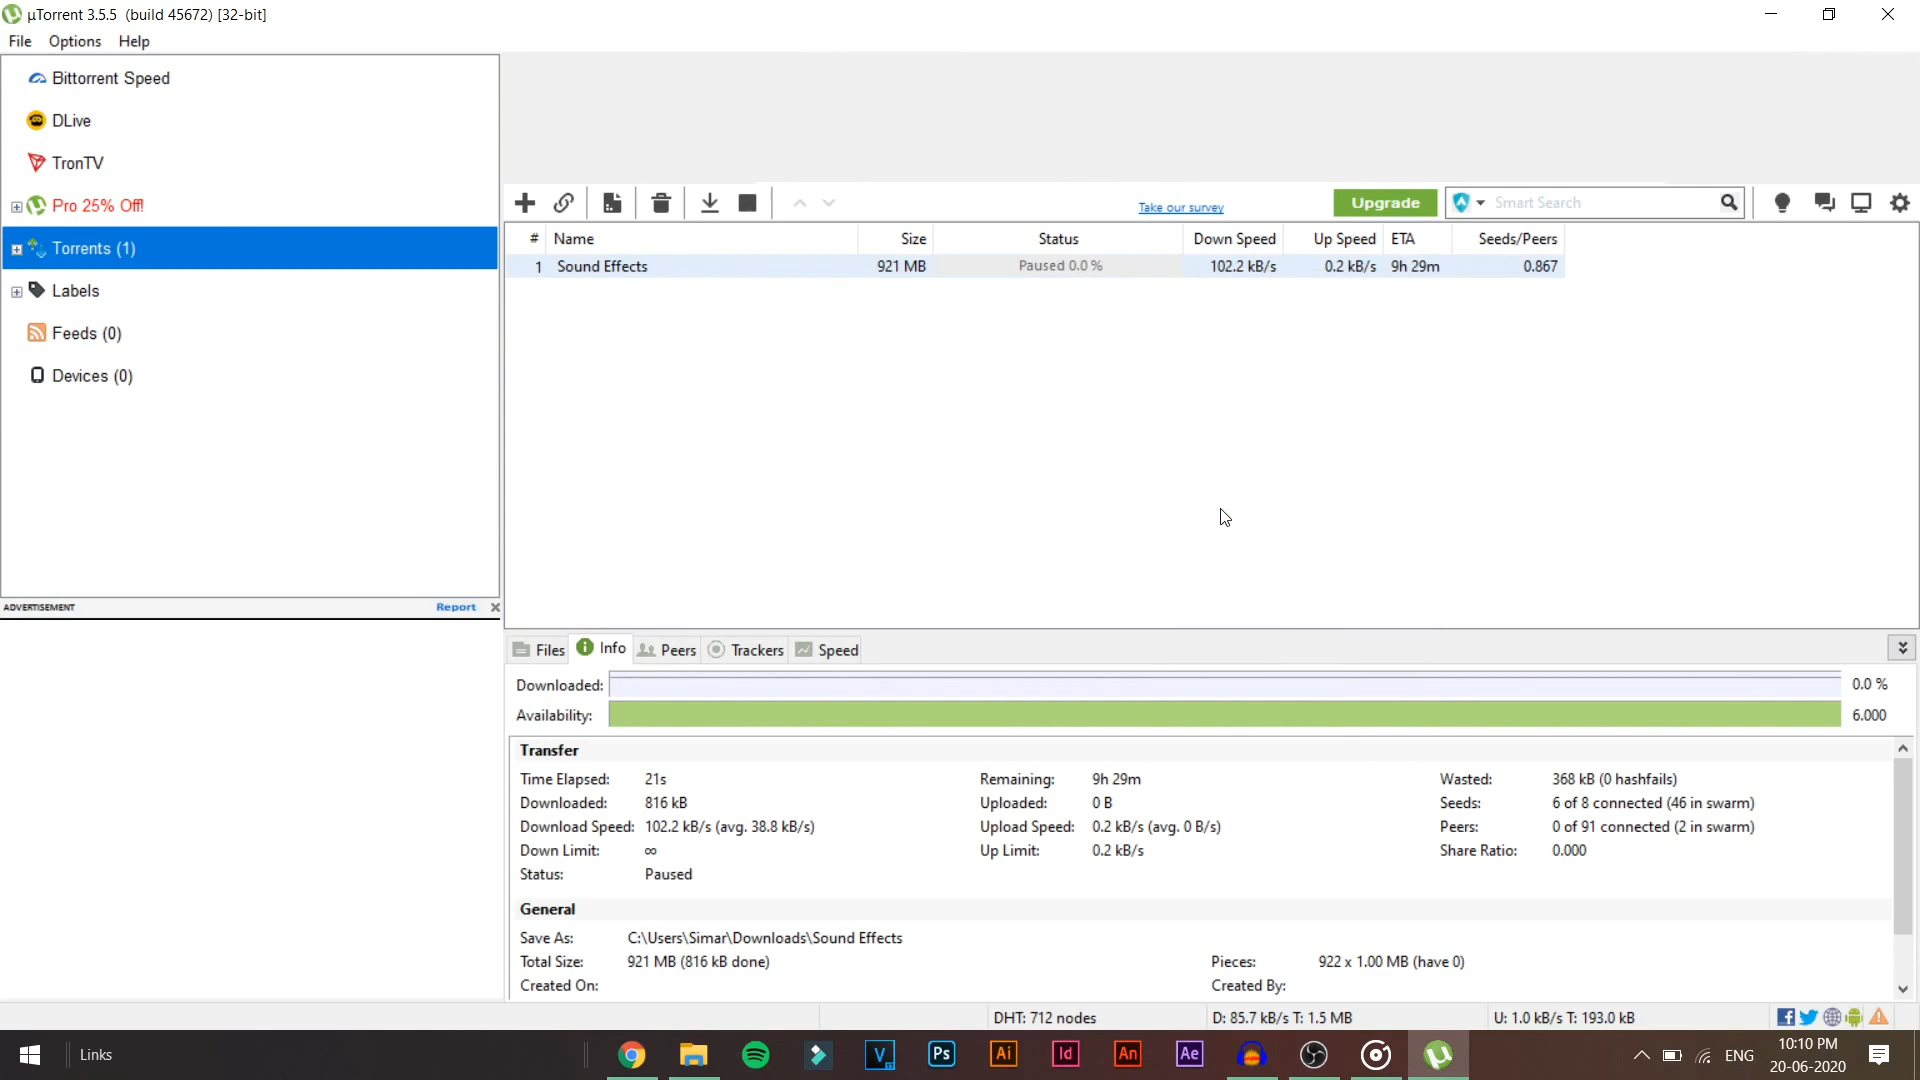 µTorrent 3.5.5 (build 45672) [32-bit]
File Options Help
Bittorrent Speed
DLive
TronTV
Pro 25% Off!
Torrents (1)
Labels
Feeds (0)
Devices (0)
ADVERTISEMENT Report
Take our survey Upgrade Smart Search
# Name Size Status Down Speed Up Speed ETA Seeds/Peers
1 Sound Effects 921 MB Paused 0.0 % 102.2 kB/s 0.2 kB/s 9h 29m 0.867
Files Info Peers Trackers Speed
Downloaded: 0.0 %
Availability: 6.000
Transfer
Time Elapsed: 21s Remaining: 9h 29m Wasted: 368 kB (0 hashfails)
Downloaded: 816 kB Uploaded: 0 B Seeds: 6 of 8 connected (46 in swarm)
Download Speed: 102.2 kB/s (avg. 38.8 kB/s) Upload Speed: 0.2 kB/s (avg. 0 B/s) Peers: 0 of 91 connected (2 in swarm)
Down Limit: ∞ Up Limit: 0.2 kB/s Share Ratio: 0.000
Status: Paused
General
Save As: C:\Users\Simar\Downloads\Sound Effects
Total Size: 921 MB (816 kB done) Pieces: 922 x 1.00 MB (have 0)
Created On: Created By:
DHT: 712 nodes D: 85.7 kB/s T: 1.5 MB U: 1.0 kB/s T: 193.0 kB
Links V Ps Ai Id An Ae ENG 10:10 PM
20-06-2020